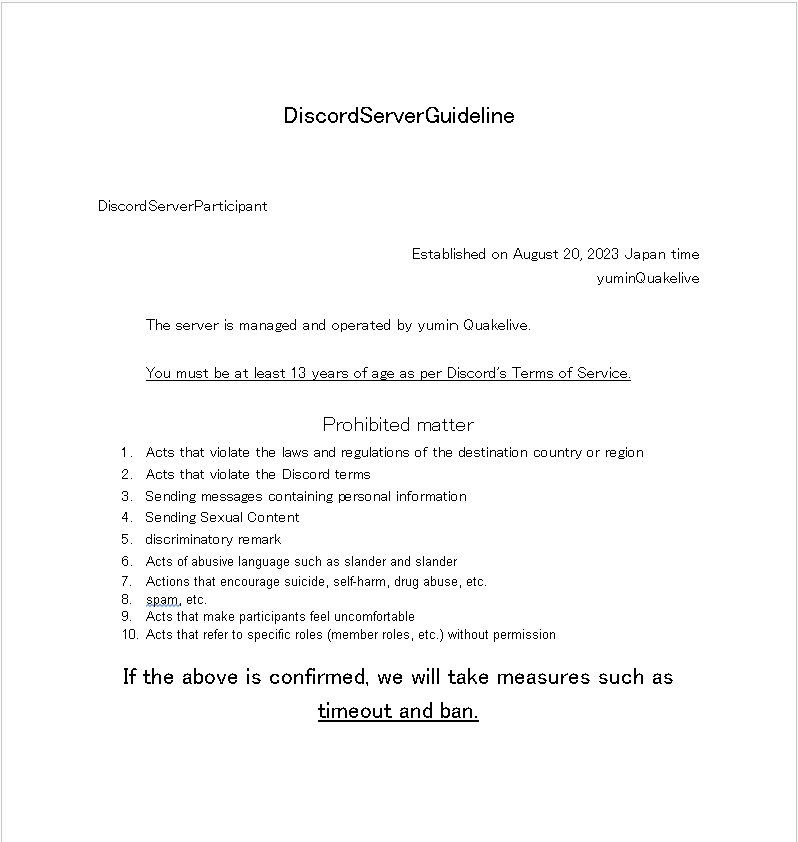 DiscordServerGuideline
DiscordServerParticipant
Established on August 20, 2023 Japan time
yuminQuakelive
The server is managed and operated by yumin Quakelive.
You must be at least 13 years of age as per Discord's Terms of Service.
Prohibited matter
1. Acts that violate the laws and regulations of the destination country or region
2. Acts that violate the Discord terms
3. Sending messages containing personal information
4. Sending Sexual Content
5. discriminatory remark
6. Acts of abusive language such as slander and slander
7. Actions that encourage suicide, self-harm, drug abuse, etc.
8. spam, etc.
9. Acts that make participants feel uncomfortable
10. Acts that refer to specific roles (member roles, etc.) without permission
If the above is confirmed, we will take measures such as
timeout and ban.